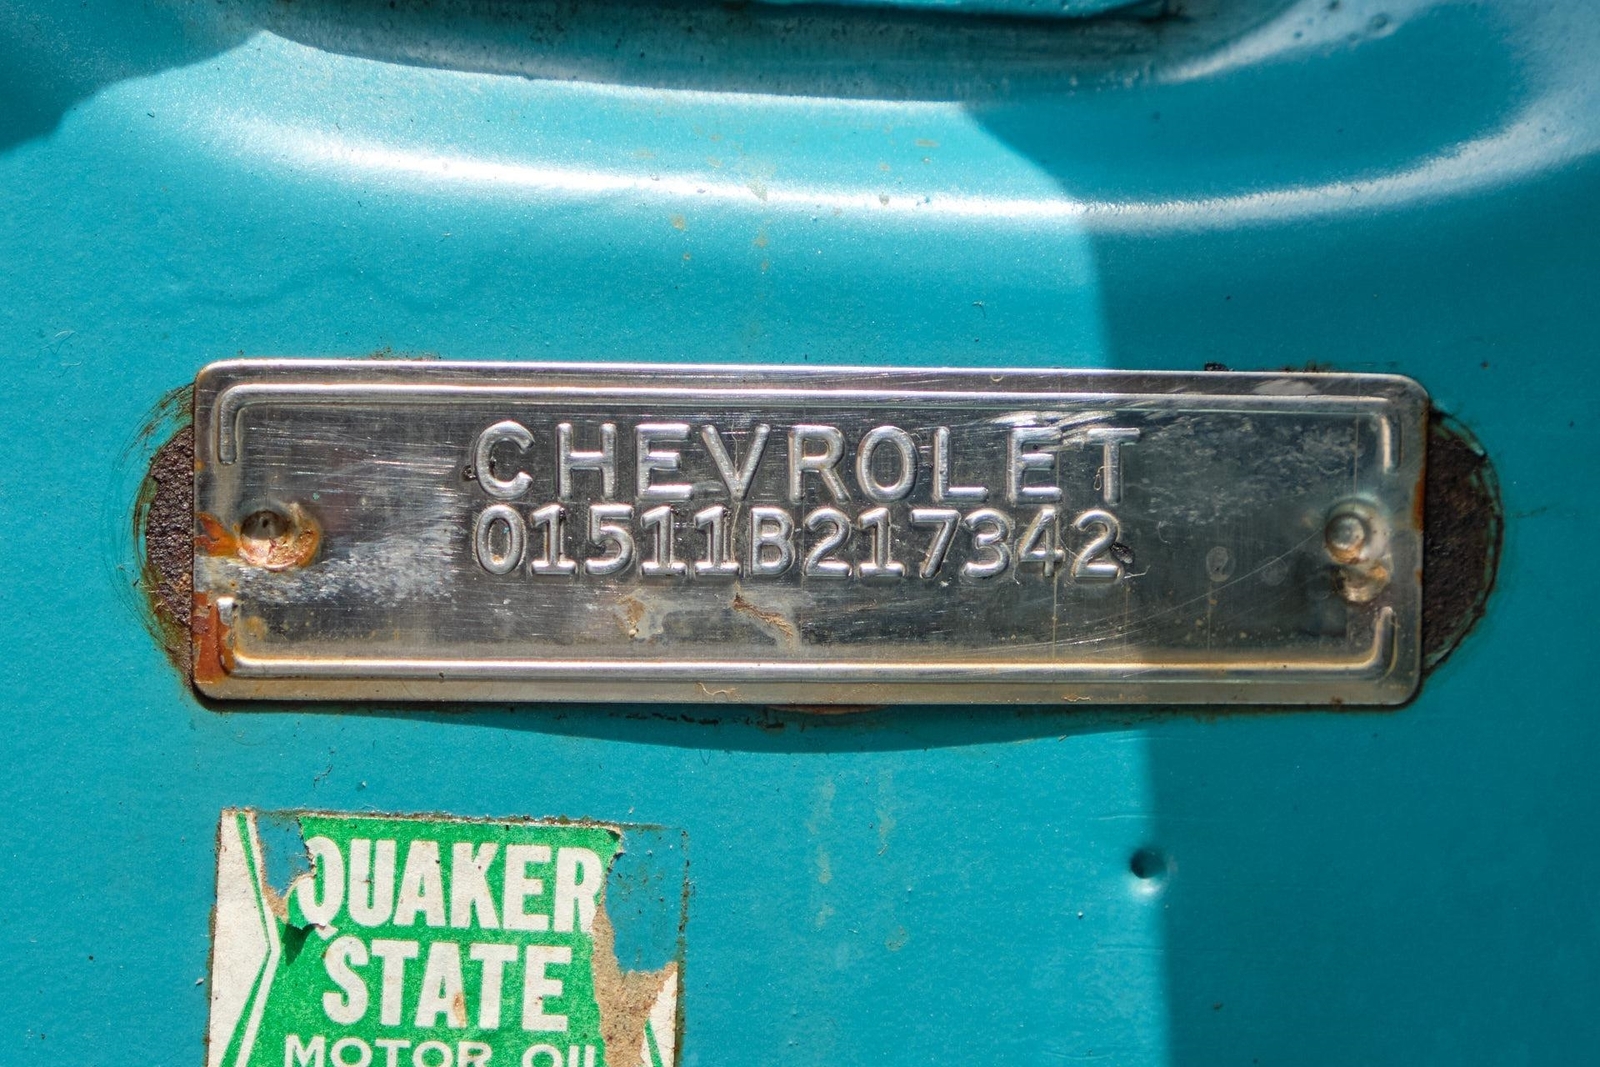 CHEVROLET
01511B217342
QUAKER
STATE
MOTOR OIL